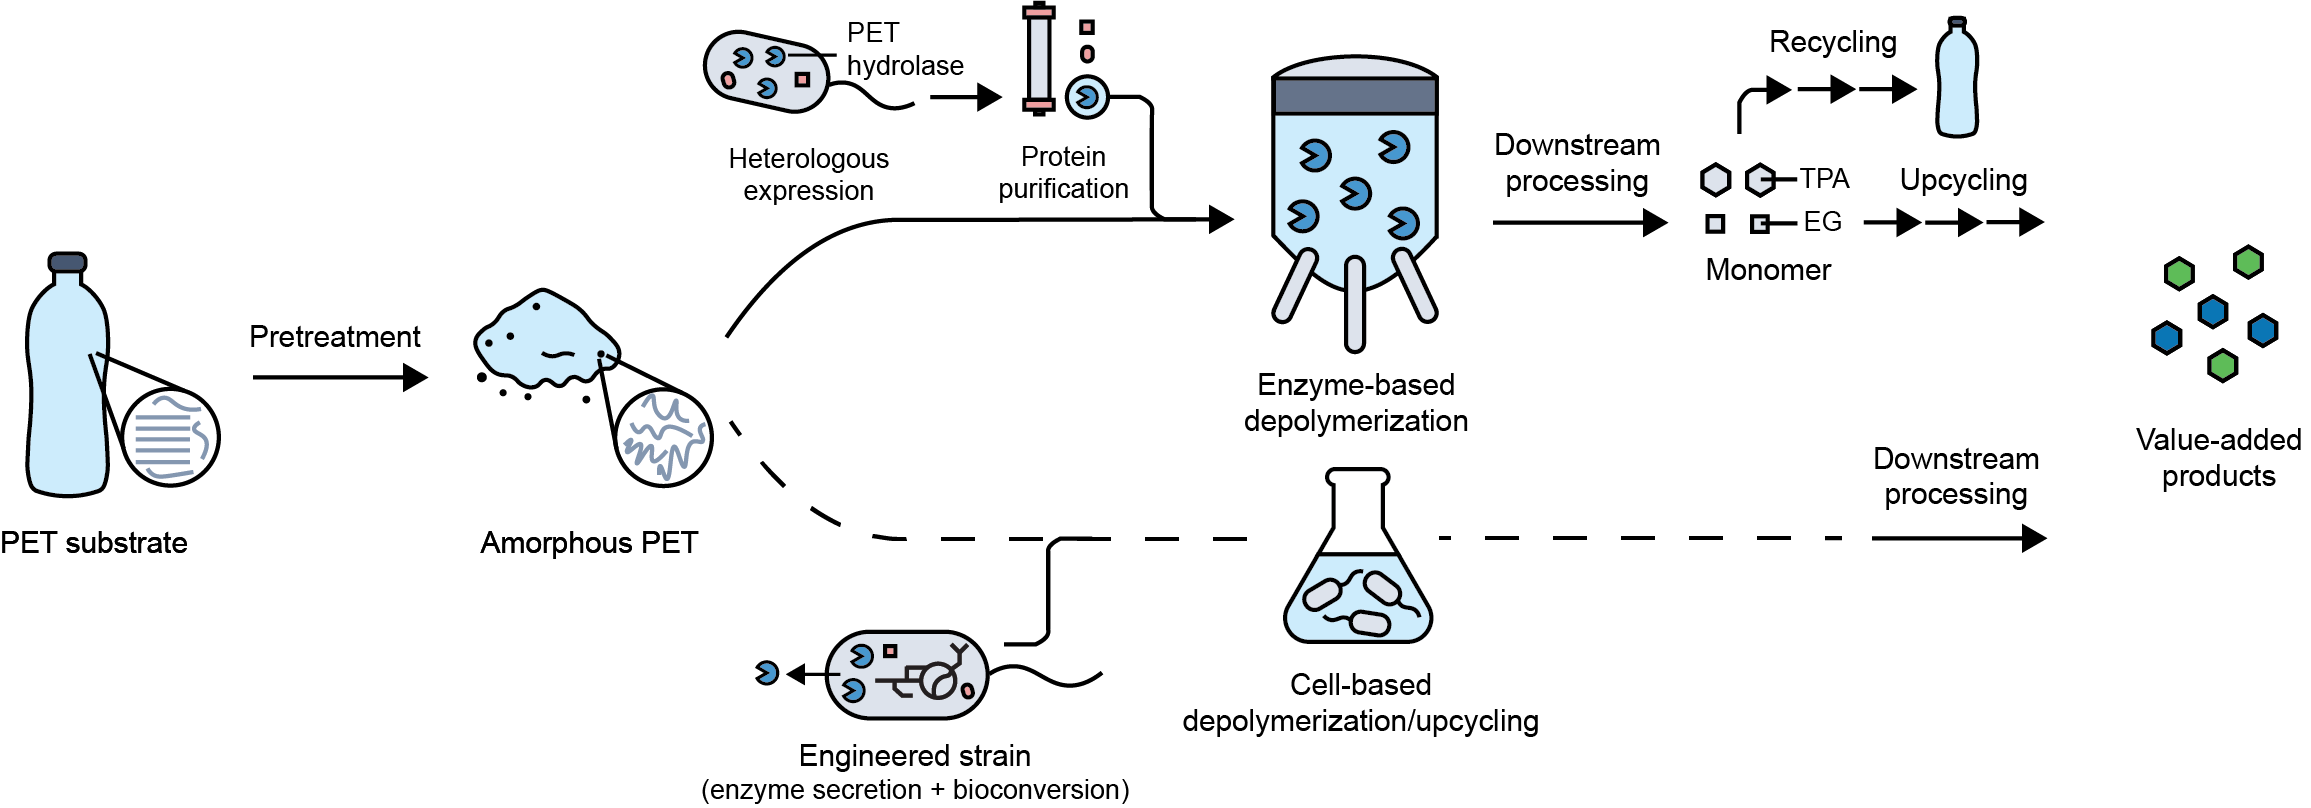 PET
hydrolase
Heterologous
expression
Protein
purification
Recycling
Downstream
processing
TPA
EG
Monomer
Upcycling
Pretreatment
PET substrate
Amorphous PET
Enzyme-based
depolymerization
Value-added
products
Downstream
processing
Cell-based
depolymerization/upcycling
Engineered strain
(enzyme secretion + bioconversion)